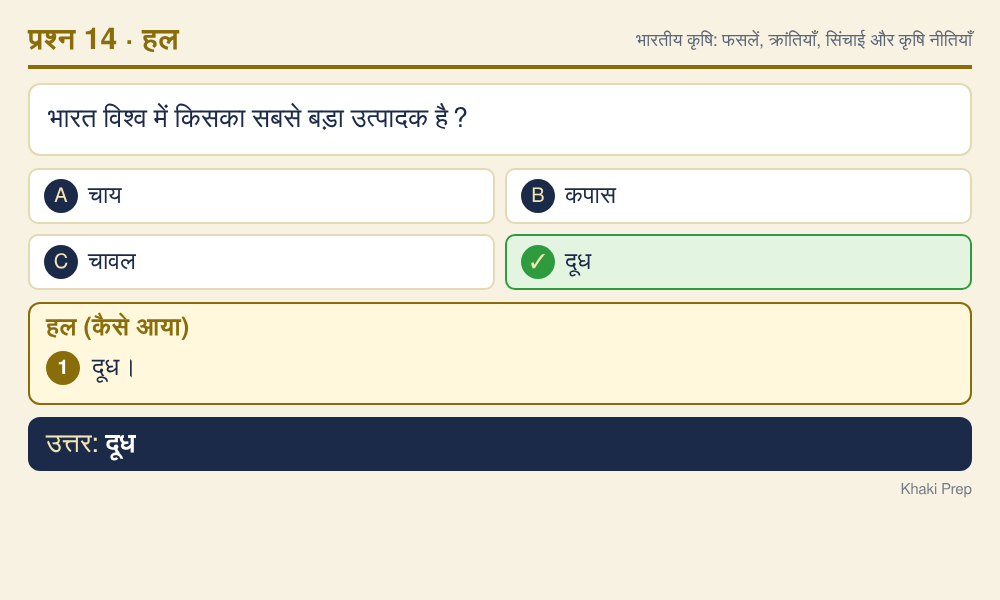 प्रश्न 14 · हल
भारतीय कृषि: फसलें, क्रांतियाँ, सिंचाई और कृषि नीतियाँ
भारत विश्व में किसका सबसे बड़ा उत्पादक है ?
A चाय
B कपास
C चावल
✓ दूध
हल (कैसे आया)
1 दूध।
उत्तर: दूध
Khaki Prep